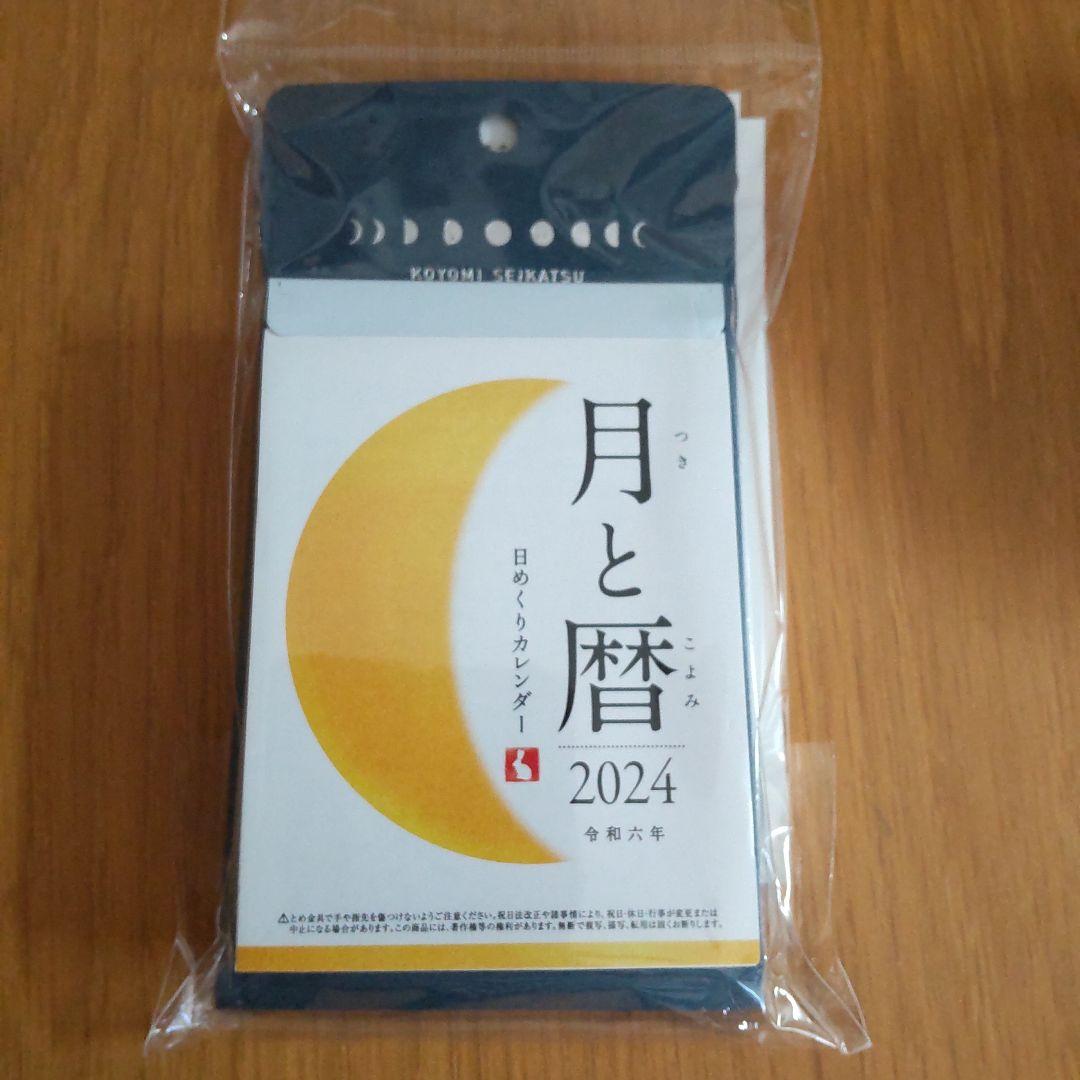 KOYOMI SEIKATSU
月と暦
つき
こよみ
日めくりカレンダー
2024
令和六年
⚠とめ金具で手や指先を傷つけないようご注意ください。祝日法改正や諸事情により、祝日・休日・行事が変更または
中止になる場合があります。この商品には、著作権等の権利があります。無断で複写、描写、転用は固くお断りします。